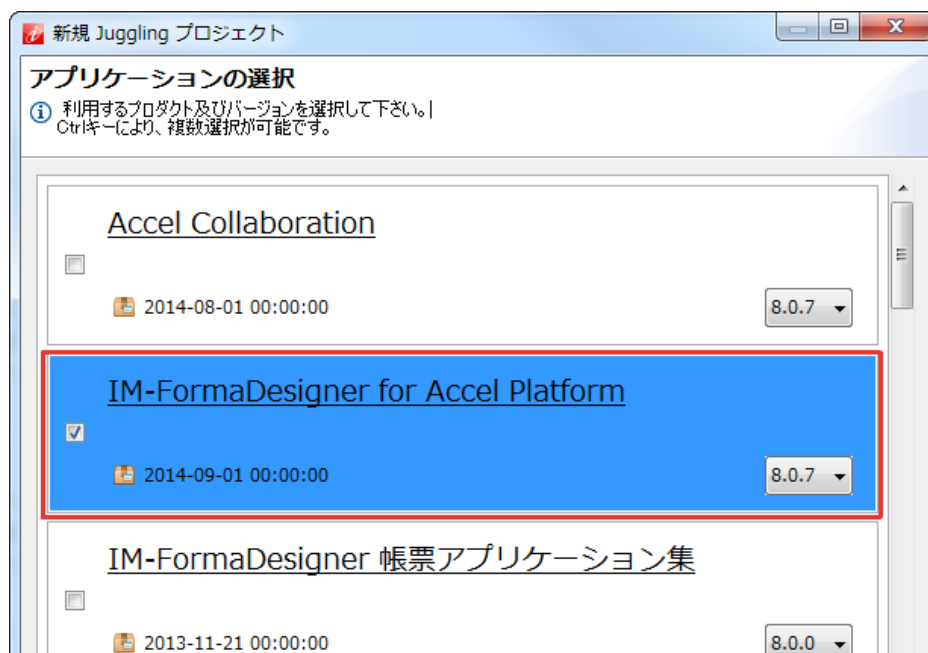 新規 Juggling プロジェクト
アプリケーションの選択
利用するプロダクト及びバージョンを選択して下さい。
Ctrlキーにより、複数選択が可能です。
Accel Collaboration
2014-08-01 00:00:00
8.0.7
IM-FormaDesigner for Accel Platform
2014-09-01 00:00:00
8.0.7
IM-FormaDesigner 帳票アプリケーション集
2013-11-21 00:00:00
8.0.0